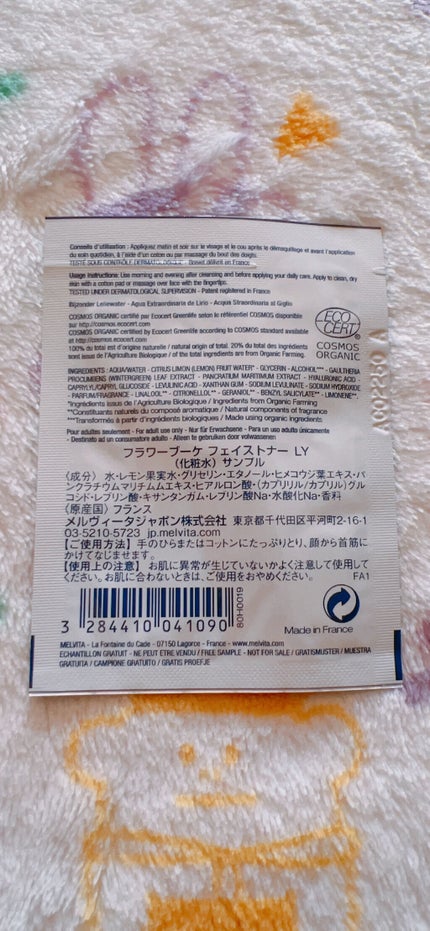 Conseils d'utilisation : Appliquez matin et soir sur le visage et le cou après le démaquillage et avant l'application
du soin quotidien, à l'aide d'un coton ou par massage du bout des doigts.
TESTÉ SOUS CONTRÔLE DERMATOLOGIQUE - Brevet délivré en France
Usage instructions: Use morning and evening after cleansing and before applying your daily care. Apply to clean, dry
skin with a cotton pad or massage over face with the fingertips.
TESTED UNDER DERMATOLOGICAL SUPERVISION - Patent registered in France
Bijzonder Leliewater - Agua Extraordinaria de Lirio - Acqua Straordinaria al Giglio
COSMOS ORGANIC certifié par Ecocert Greenlife selon le référentiel COSMOS disponible
sur http://cosmos.ecocert.com
COSMOS ORGANIC certified by Ecocert Greenlife according to COSMOS standard available
at http://cosmos.ecocert.com
100% du total est d'origine naturelle / natural origin of total. 20% du total des ingrédients
sont issus de l'Agriculture Biologique / of the total ingredients are from Organic Farming.
ECO
CERT
COSMOS
ORGANIC
INGREDIENTS : AQUA/WATER - CITRUS LIMON (LEMON) FRUIT WATER* - GLYCERIN - ALCOHOL*** - GAULTHERIA
PROCUMBENS (WINTERGREEN) LEAF EXTRACT - PANCRATIUM MARITIMUM EXTRACT - HYALURONIC ACID -
CAPRYLYL/CAPRYL GLUCOSIDE - LEVULINIC ACID - XANTHAN GUM - SODIUM LEVULINATE - SODIUM HYDROXIDE
- PARFUM/FRAGRANCE - LINALOOL** - CITRONELLOL** - GERANIOL** - BENZYL SALICYLATE** - LIMONENE**.
*Ingrédients issus de l'Agriculture Biologique / Ingredients from Organic Farming
**Constituants naturels du composé aromatique / Natural components of fragrance
***Transformés à partir d'ingrédients biologiques / Made using organic ingredients.
Pour adultes seulement - For adult use only - Nur für Erwachsene - Para un uso adulto únicamente
- Destinato ad un consumatore adulto - Alleen te gebruiken door volwassenen
フラワーブーケ フェイストナー LY
(化粧水) サンプル
〈成分〉 水・レモン果実水・グリセリン・エタノール・ヒメコウジ葉エキス・パ
ンクラチウムマリチムムエキス・ヒアルロン酸・(カプリリル/カプリル)グル
コシド・レブリン酸・キサンタンガム・レブリン酸Na・水酸化Na・香料
〈原産国〉 フランス
メルヴィータジャポン株式会社 東京都千代田区平河町2-16-1
03-5210-5723 jp.melvita.com
【ご使用方法】 手のひらまたはコットンにたっぷりとり、顔から首筋に
かけてなじませます。
【使用上の注意】 お肌に異常が生じていないかよく注意して使用して
ください。お肌に合わないときは、ご使用をおやめください。 FA1
3 284410 041090
80H0019
Made in France
MELVITA - La Fontaine du Cade - 07150 Lagorce - France - www.melvita.com
ECHANTILLON GRATUIT - NE PEUT ETRE VENDU / FREE SAMPLE - NOT FOR SALE / GRATISMUSTER / MUESTRA
GRATUITA / CAMPIONE GRATUITO / GRATIS PROEFJE